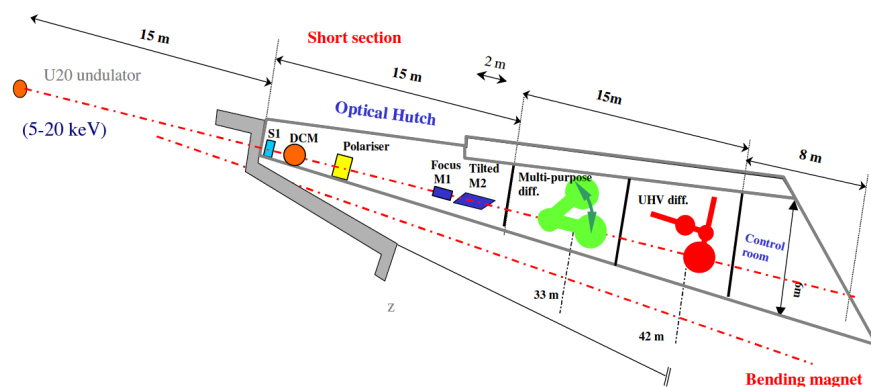 15 m
Short section
2 m
U20 undulator
15 m
15m
(5-20 keV)
Optical Hutch
8 m
S1
DCM
Polariser
Focus
M1
Tilted
M2
Multi-purpose
diff.
UHV diff.
Control
room
33 m
z
42 m
Bending magnet